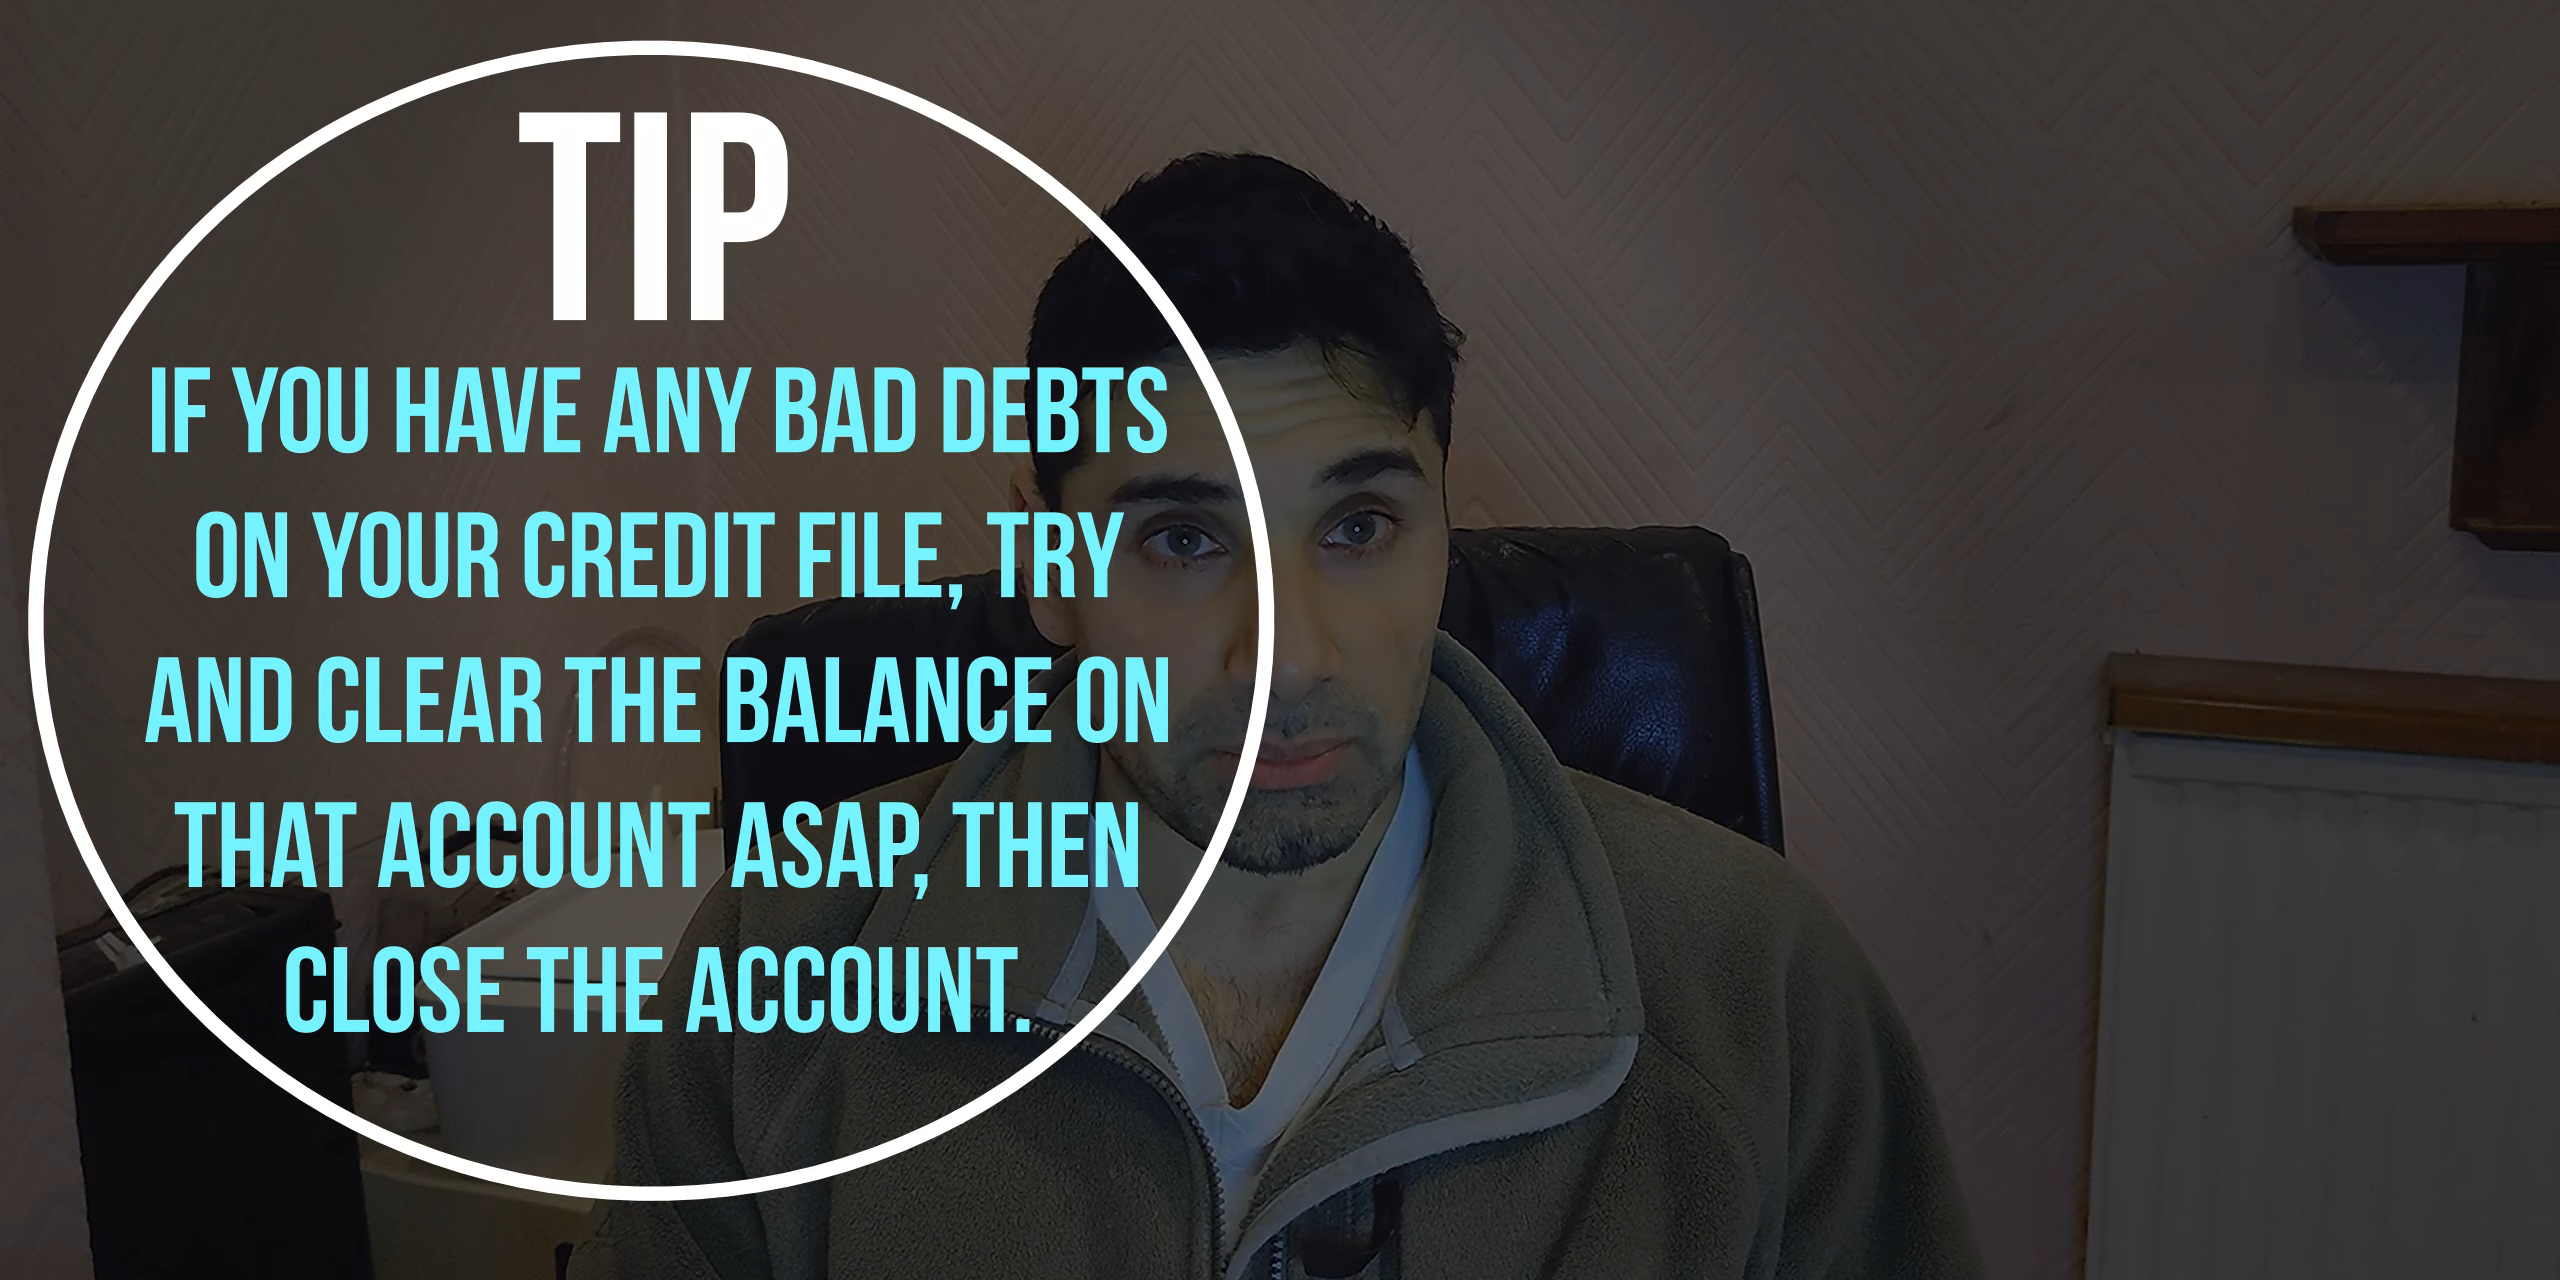 TIP
IF YOU HAVE ANY BAD DEBTS
ON YOUR CREDIT FILE, TRY
AND CLEAR THE BALANCE ON
THAT ACCOUNT ASAP, THEN
CLOSE THE ACCOUNT.